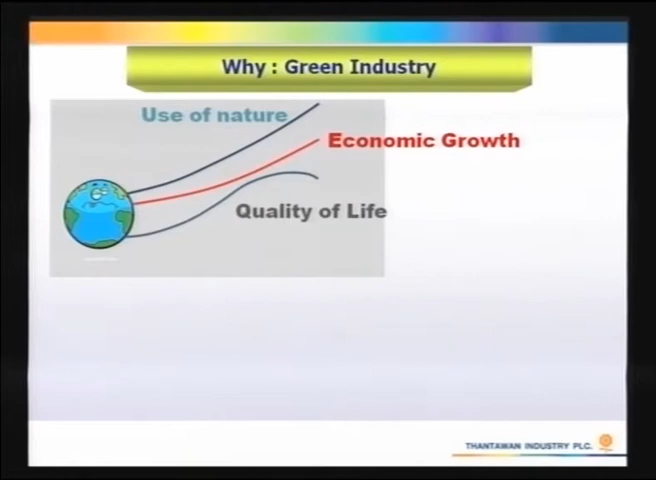 Why : Green Industry
Use of nature
Economic Growth
Quality of Life
THANTAWAN INDUSTRY PLC.